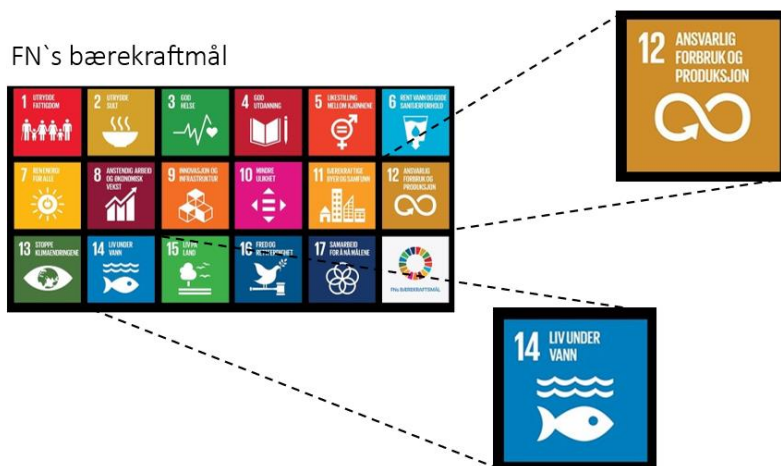 FN`s bærekraftmål
1 UTRYDDE
FATTIGDOM
2 UTRYDDE
SULT
3 GOD
HELSE
4 GOD
UTDANNING
5 LIKESTILLING
MELLOM KJØNNENE
6 RENT VANN OG GODE
SANITÆRFORHOLD
7 REN ENERGI
FOR ALLE
8 ANSTENDIG ARBEID
OG ØKONOMISK
VEKST
9 INNOVASJON OG
INFRASTRUKTUR
10 MINDRE
ULIKHET
11 BÆREKRAFTIGE
BYER OG SAMFUNN
12 ANSVARLIG
FORBRUK OG
PRODUKSJON
13 STOPPE
KLIMAENDRINGENE
14 LIV UNDER
VANN
15 LIV PÅ
LAND
16 FRED OG
17 SAMARBEID
FOR Å NÅ MÅLENE
FNs BÆREKRAFTSMÅL
12 ANSVARLIG
FORBRUK OG
PRODUKSJON
14 LIV UNDER
VANN